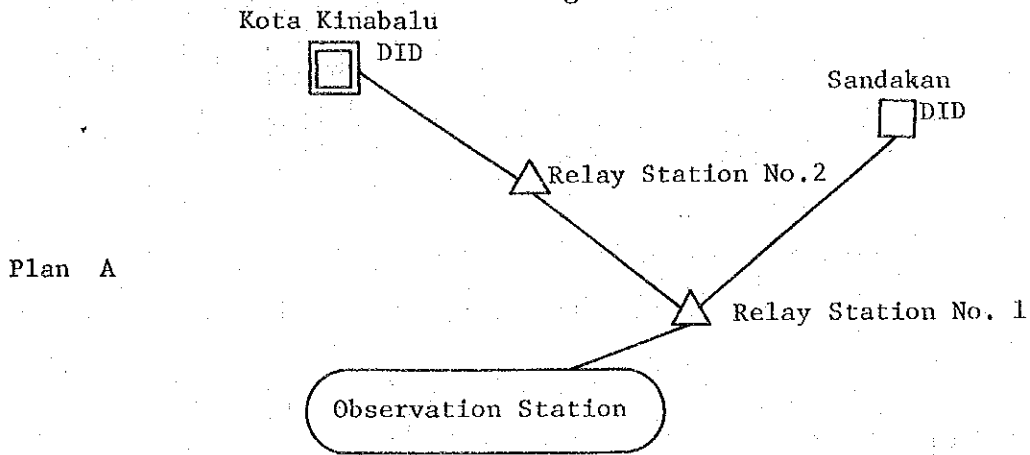 Kota Kinabalu
DID
Sandakan
DID
Relay Station No.2
Plan A
Relay Station No. 1
Observation Station